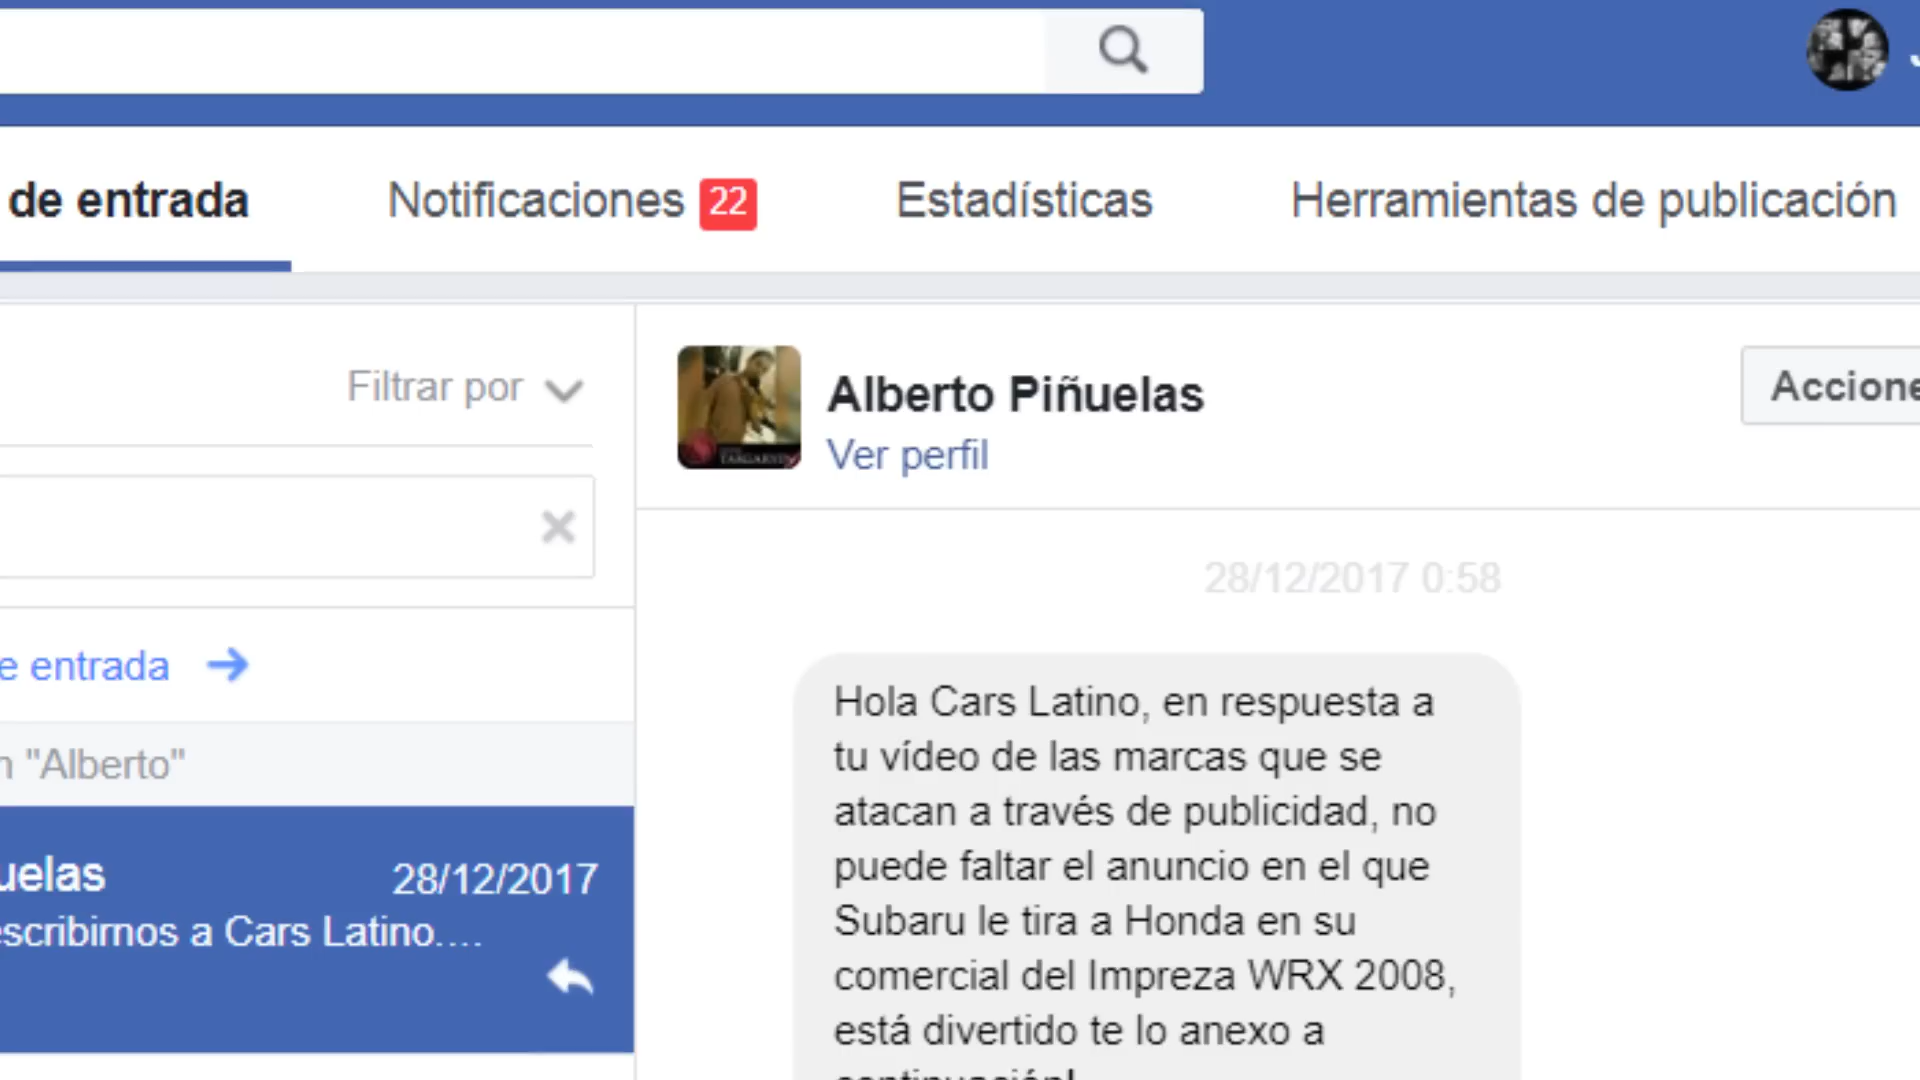 de entrada
Notificaciones 22
Estadísticas
Herramientas de publicación
Filtrar por
Alberto Piñuelas
Ver perfil
Accione
28/12/2017 0:58
e entrada
n "Alberto"
uelas 28/12/2017
escribirnos a Cars Latino....
Hola Cars Latino, en respuesta a
tu vídeo de las marcas que se
atacan a través de publicidad, no
puede faltar el anuncio en el que
Subaru le tira a Honda en su
comercial del Impreza WRX 2008,
está divertido te lo anexo a
continuación!